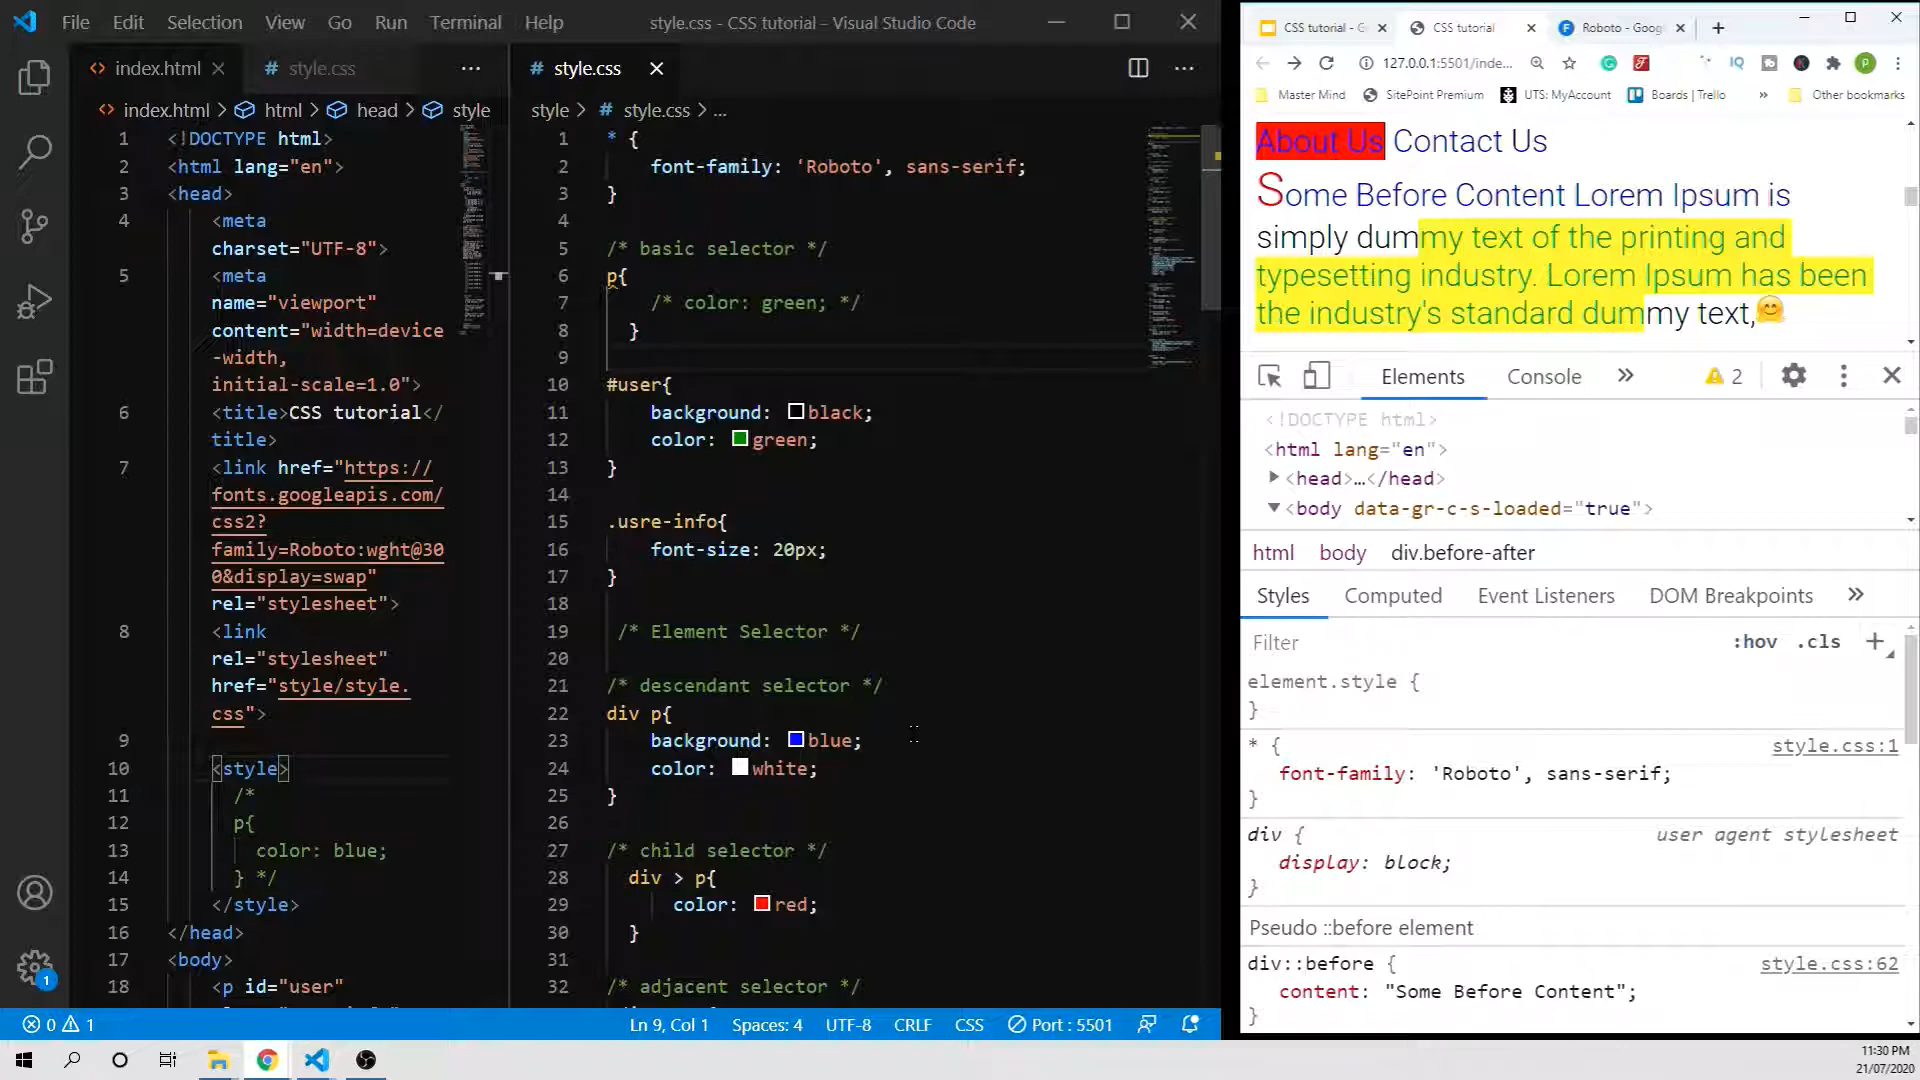 File Edit Selection View Go Run Terminal Help style.css - CSS tutorial - Visual Studio Code
index.html style.css
index.html > html > head > style
1 <!DOCTYPE html>
2 <html lang="en">
3 <head>
4 <meta
charset="UTF-8">
5 <meta
name="viewport"
content="width=device
-width,
initial-scale=1.0">
6 <title>CSS tutorial</
title>
7 <link href="https://
fonts.googleapis.com/
css2?
family=Roboto:wght@30
0&display=swap"
rel="stylesheet">
8 <link
rel="stylesheet"
href="style/style.
css">
9
10 <style>
11 /*
12 p{
13 color: blue;
14 } */
15 </style>
16 </head>
17 <body>
18 <p id="user"
style.css
style > style.css > ...
1 * {
2 font-family: 'Roboto', sans-serif;
3 }
4
5 /* basic selector */
6 p{
7 /* color: green; */
8 }
9
10 #user{
11 background: black;
12 color: green;
13 }
14
15 .usre-info{
16 font-size: 20px;
17 }
18
19 /* Element Selector */
20
21 /* descendant selector */
22 div p{
23 background: blue;
24 color: white;
25 }
26
27 /* child selector */
28 div > p{
29 color: red;
30 }
31
32 /* adjacent selector */
0 1 Ln 9, Col 1 Spaces: 4 UTF-8 CRLF CSS Port : 5501
1
CSS tutorial - G CSS tutorial Roboto - Goog
127.0.0.1:5501/inde...
Master Mind SitePoint Premium UTS: MyAccount Boards | Trello » Other bookmarks
About Us Contact Us
Some Before Content Lorem Ipsum is
simply dummy text of the printing and
typesetting industry. Lorem Ipsum has been
the industry's standard dummy text,🤗
Elements Console » 2
<!DOCTYPE html>
<html lang="en">
<head>…</head>
<body data-gr-c-s-loaded="true">
html body div.before-after
Styles Computed Event Listeners DOM Breakpoints »
Filter :hov .cls +
element.style {
}
* { style.css:1
font-family: 'Roboto', sans-serif;
}
div { user agent stylesheet
display: block;
}
Pseudo ::before element
div::before { style.css:62
content: "Some Before Content";
}
11:30 PM
21/07/2020